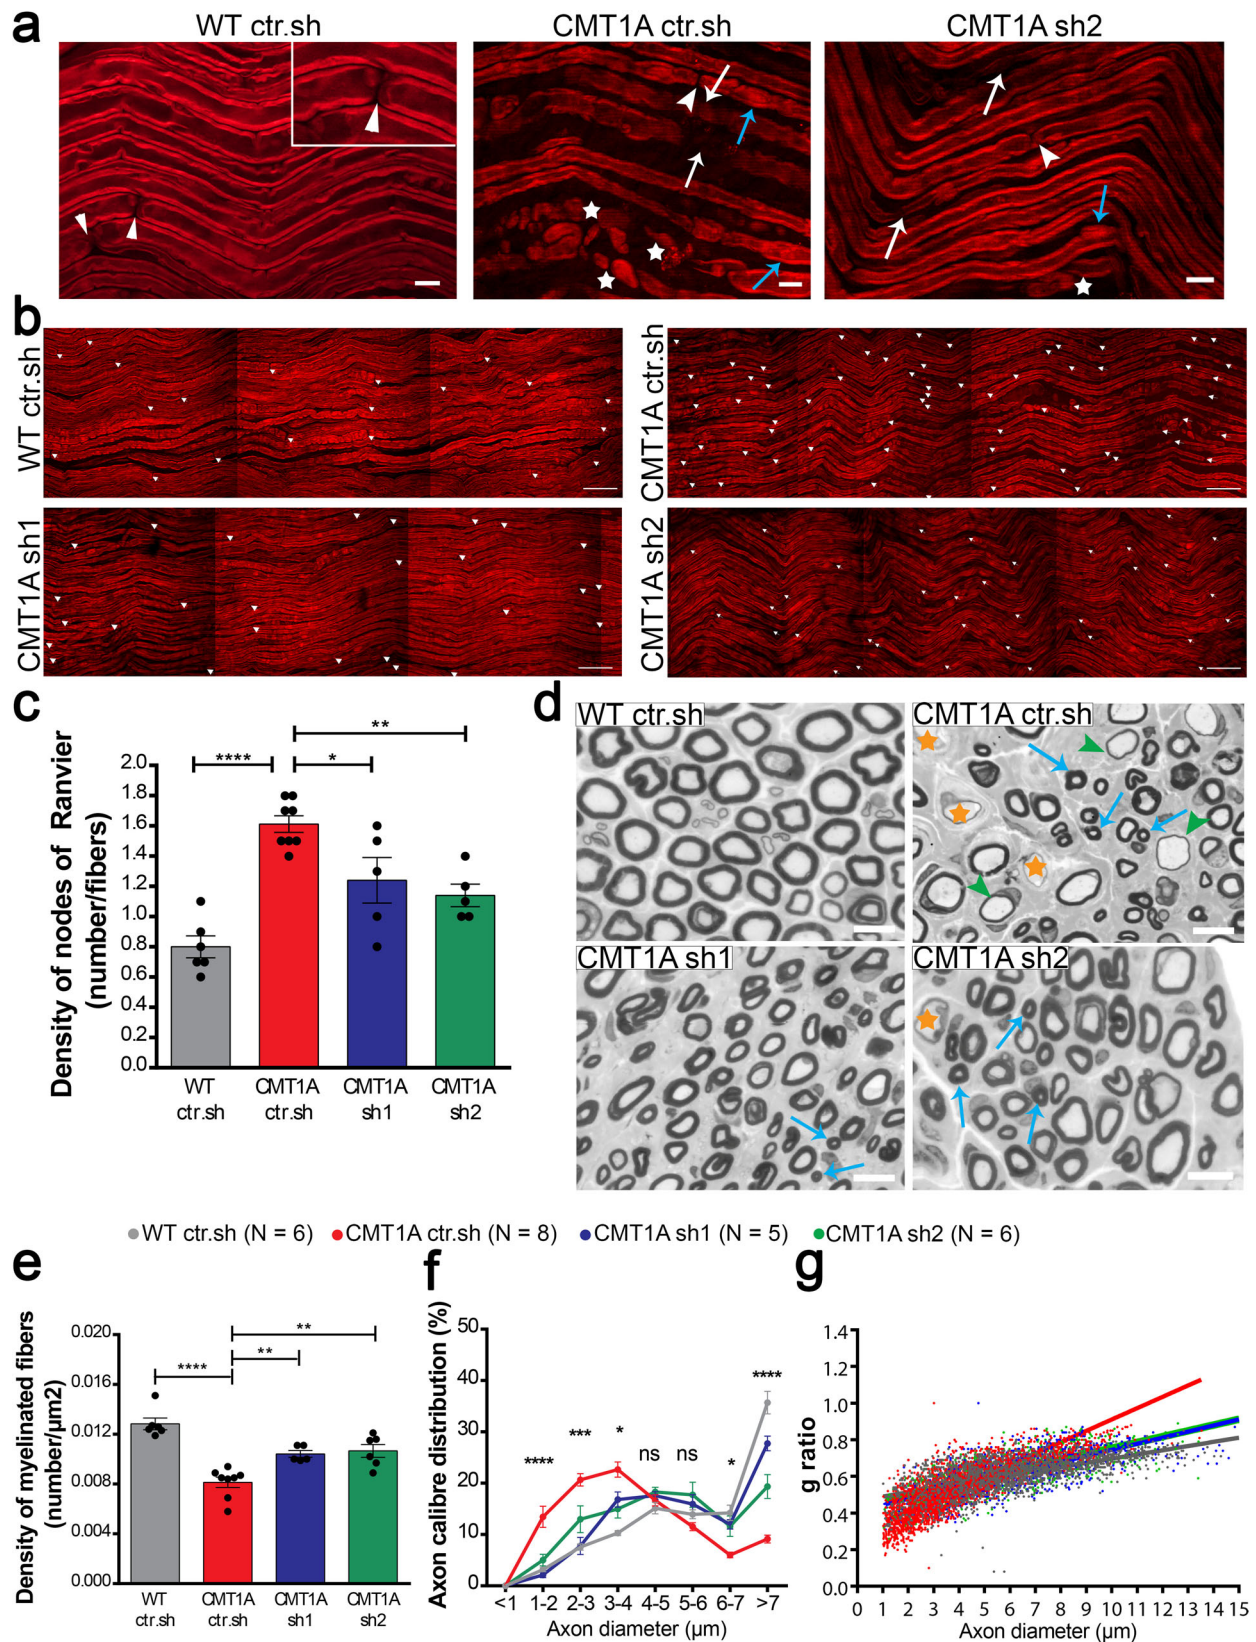 a
WT ctr.sh
CMT1A ctr.sh
CMT1A sh2
b
WT ctr.sh
CMT1A ctr.sh
CMT1A sh1
CMT1A sh2
c
Density of nodes of Ranvier
(number/fibers)
2.0
1.8
1.6
1.4
1.2
1.0
0.8
0.6
0.4
0.2
0.0
****
*
**
WT
ctr.sh
CMT1A
ctr.sh
CMT1A
sh1
CMT1A
sh2
d
WT ctr.sh
CMT1A ctr.sh
CMT1A sh1
CMT1A sh2
WT ctr.sh (N = 6)
CMT1A ctr.sh (N = 8)
CMT1A sh1 (N = 5)
CMT1A sh2 (N = 6)
e
Density of myelinated fibers
(number/µm2)
0.020
0.016
0.012
0.008
0.004
0.000
****
**
**
WT
ctr.sh
CMT1A
ctr.sh
CMT1A
sh1
CMT1A
sh2
f
Axon calibre distribution (%)
50
40
30
20
10
0
****
***
*
ns
ns
*
****
<1
1-2
2-3
3-4
4-5
5-6
6-7
>7
Axon diameter (µm)
g
g ratio
1.4
1.2
1.0
0.8
0.6
0.4
0.2
0.0
0 1 2 3 4 5 6 7 8 9 10 11 12 13 14 15
Axon diameter (µm)